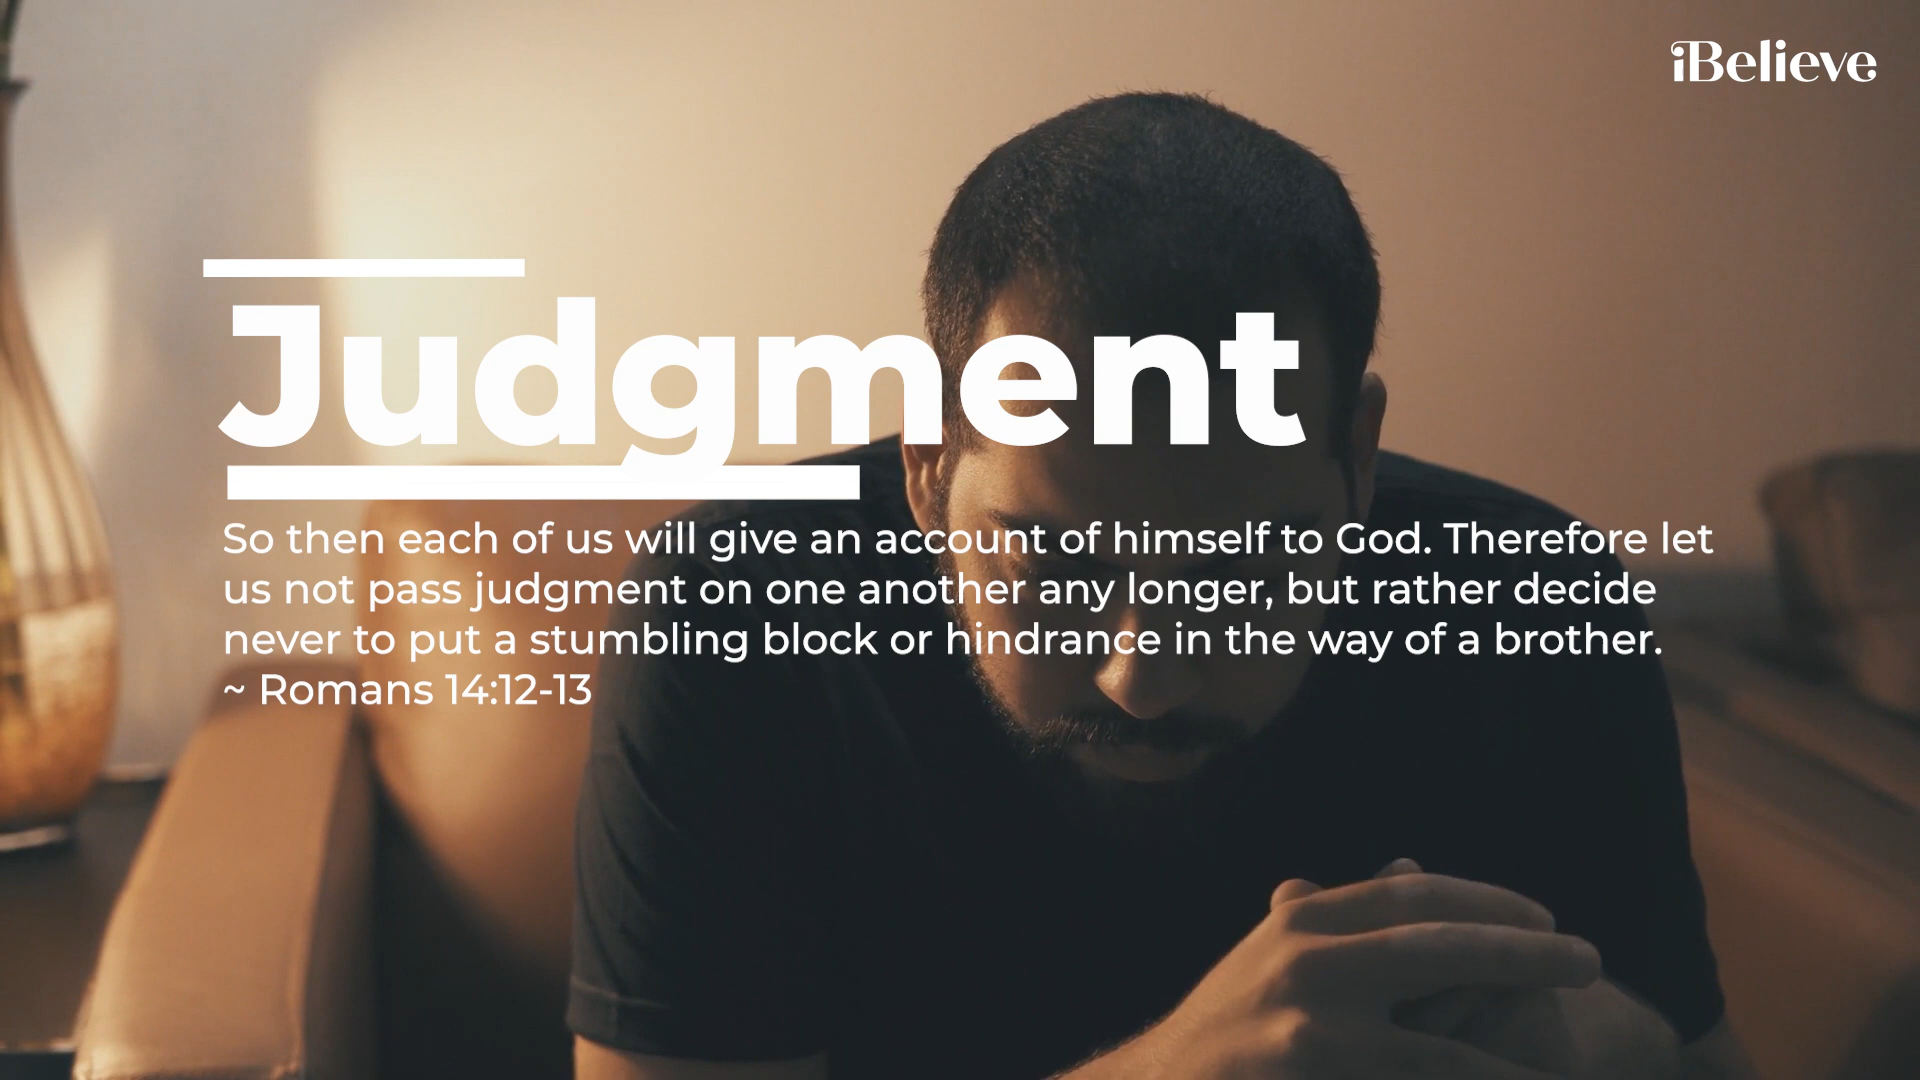 iBelieve
Judgment
So then each of us will give an account of himself to God. Therefore let
us not pass judgment on one another any longer, but rather decide
never to put a stumbling block or hindrance in the way of a brother.
~ Romans 14:12-13